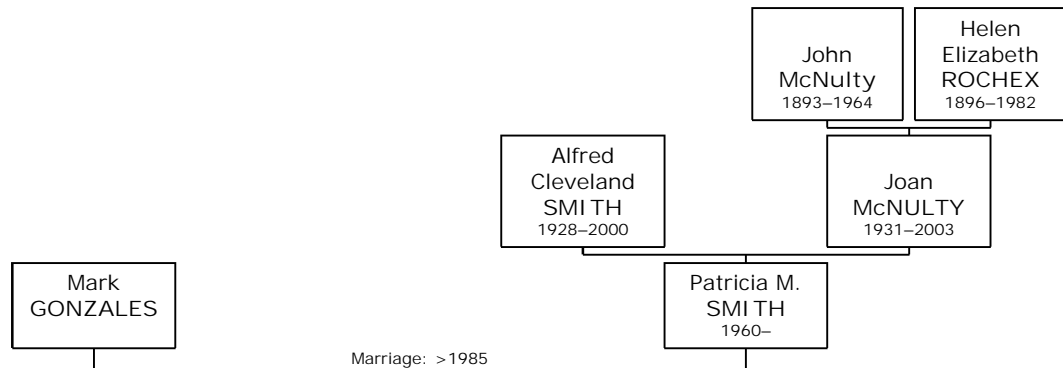 John
McNulty
1893–1964
Helen
Elizabeth
ROCHEX
1896–1982
Alfred
Cleveland
SMITH
1928–2000
Joan
McNULTY
1931–2003
Mark
GONZALES
Patricia M.
SMITH
1960–
Marriage: >1985